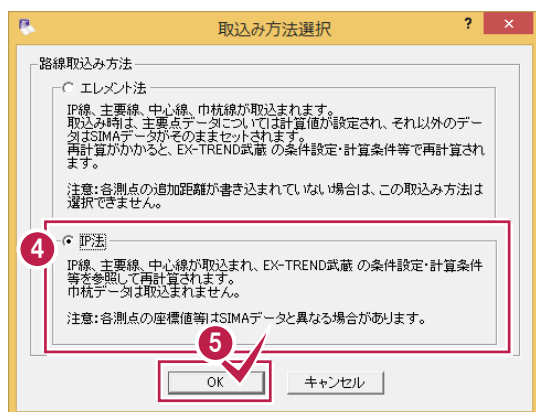 取込み方法選択
?
×
路線取込み方法
エレメント法
IP線、主要線、中心線、巾杭線が取込まれます。
取込み時は、主要点データについては計算値が設定され、それ以外のデー
タはSIMAデータがそのままセットされます。
再計算がかかると、EX-TREND武蔵 の条件設定・計算条件等で再計算され
ます。
注意:各測点の追加距離が書き込まれていない場合は、この取込み方法は
選択できません。
4
IP法
IP線、主要線、中心線が取込まれ、EX-TREND武蔵 の条件設定・計算条件
等を参照して再計算されます。
巾杭データは取込まれません。
注意:各測点の座標値等はSIMAデータと異なる場合があります。
5
OK
キャンセル